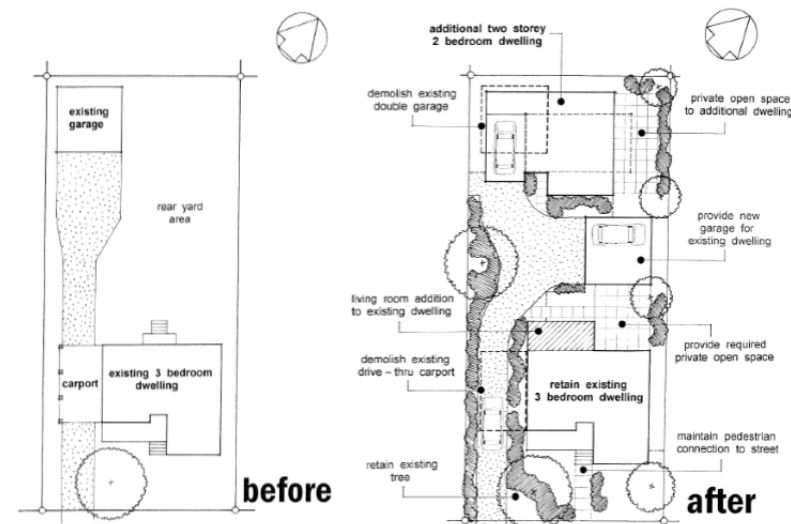 existing
garage
rear yard
area
carport
existing 3 bedroom
dwelling
before
additional two storey
2 bedroom dwelling
demolish existing
double garage
private open space
to additional dwelling
provide new
garage for
existing dwelling
living room addition
to existing dwelling
demolish existing
drive – thru carport
provide required
private open space
retain existing
3 bedroom dwelling
retain existing
tree
maintain pedestrian
connection to street
after